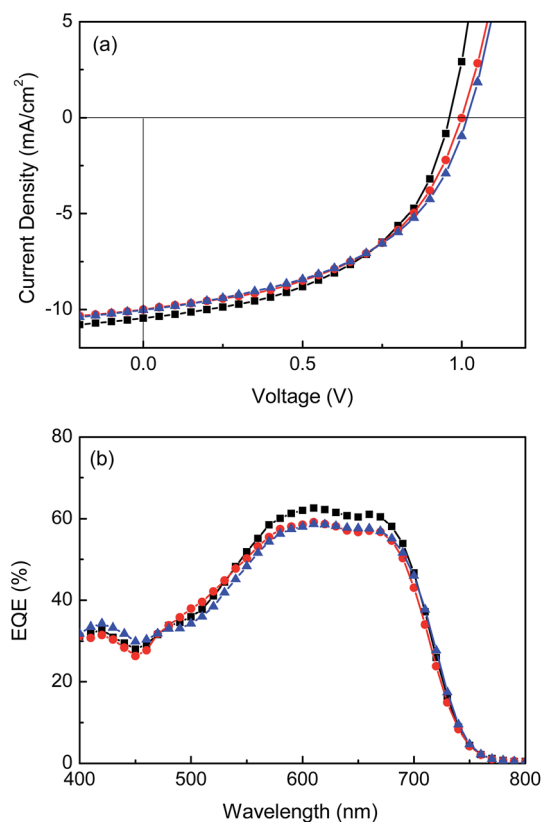 (a)
5
0
-5
-10
Current Density (mA/cm²)
0.0 0.5 1.0
Voltage (V)
(b)
80
60
40
20
0
EQE (%)
400 500 600 700 800
Wavelength (nm)